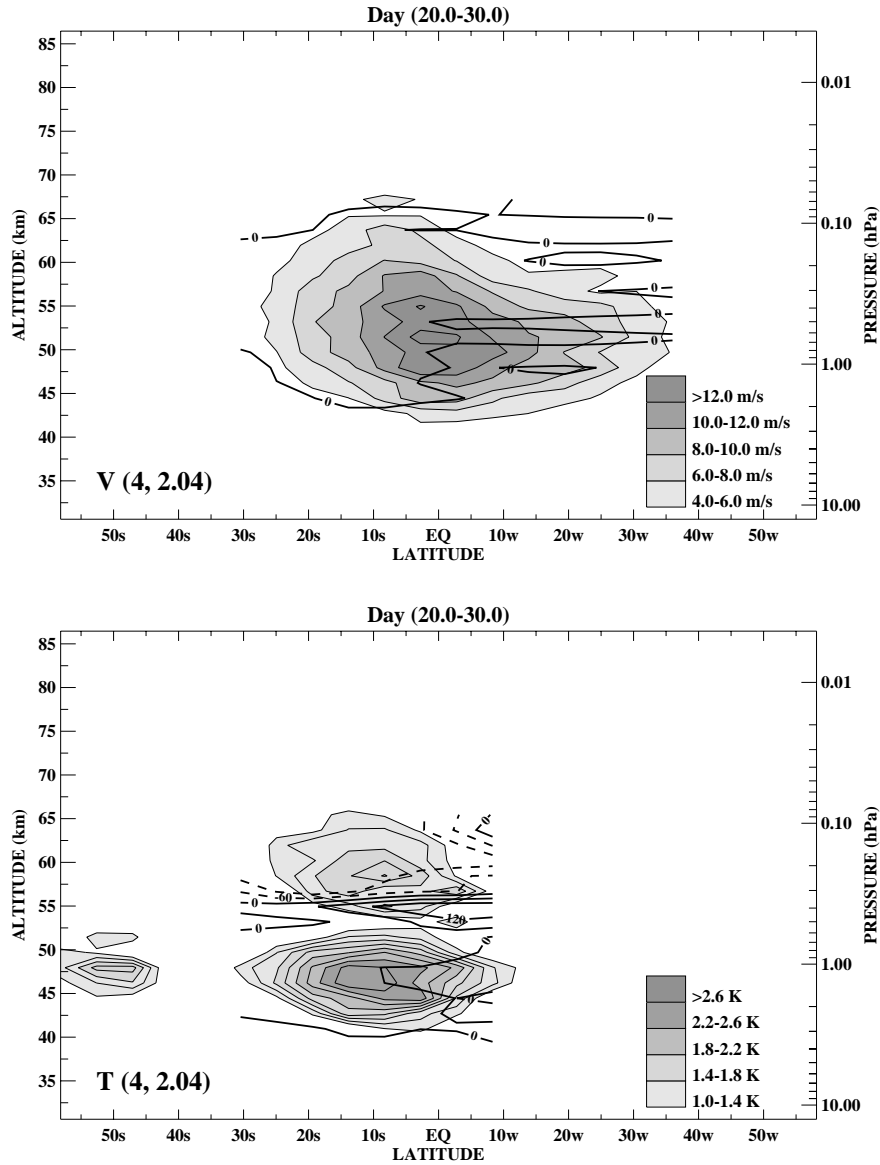 Day (20.0-30.0)
85
80
75
70
65
60
55
50
45
40
35
ALTITUDE (km)
0.01
0.10
1.00
10.00
PRESSURE (hPa)
0
0
0
0
0
0
0
0
0
>12.0 m/s
10.0-12.0 m/s
8.0-10.0 m/s
6.0-8.0 m/s
4.0-6.0 m/s
V (4, 2.04)
50s 40s 30s 20s 10s EQ 10w 20w 30w 40w 50w
LATITUDE
Day (20.0-30.0)
85
80
75
70
65
60
55
50
45
40
35
ALTITUDE (km)
0.01
0.10
1.00
10.00
PRESSURE (hPa)
0
-60
0
120
0
0
0
0
>2.6 K
2.2-2.6 K
1.8-2.2 K
1.4-1.8 K
1.0-1.4 K
T (4, 2.04)
50s 40s 30s 20s 10s EQ 10w 20w 30w 40w 50w
LATITUDE